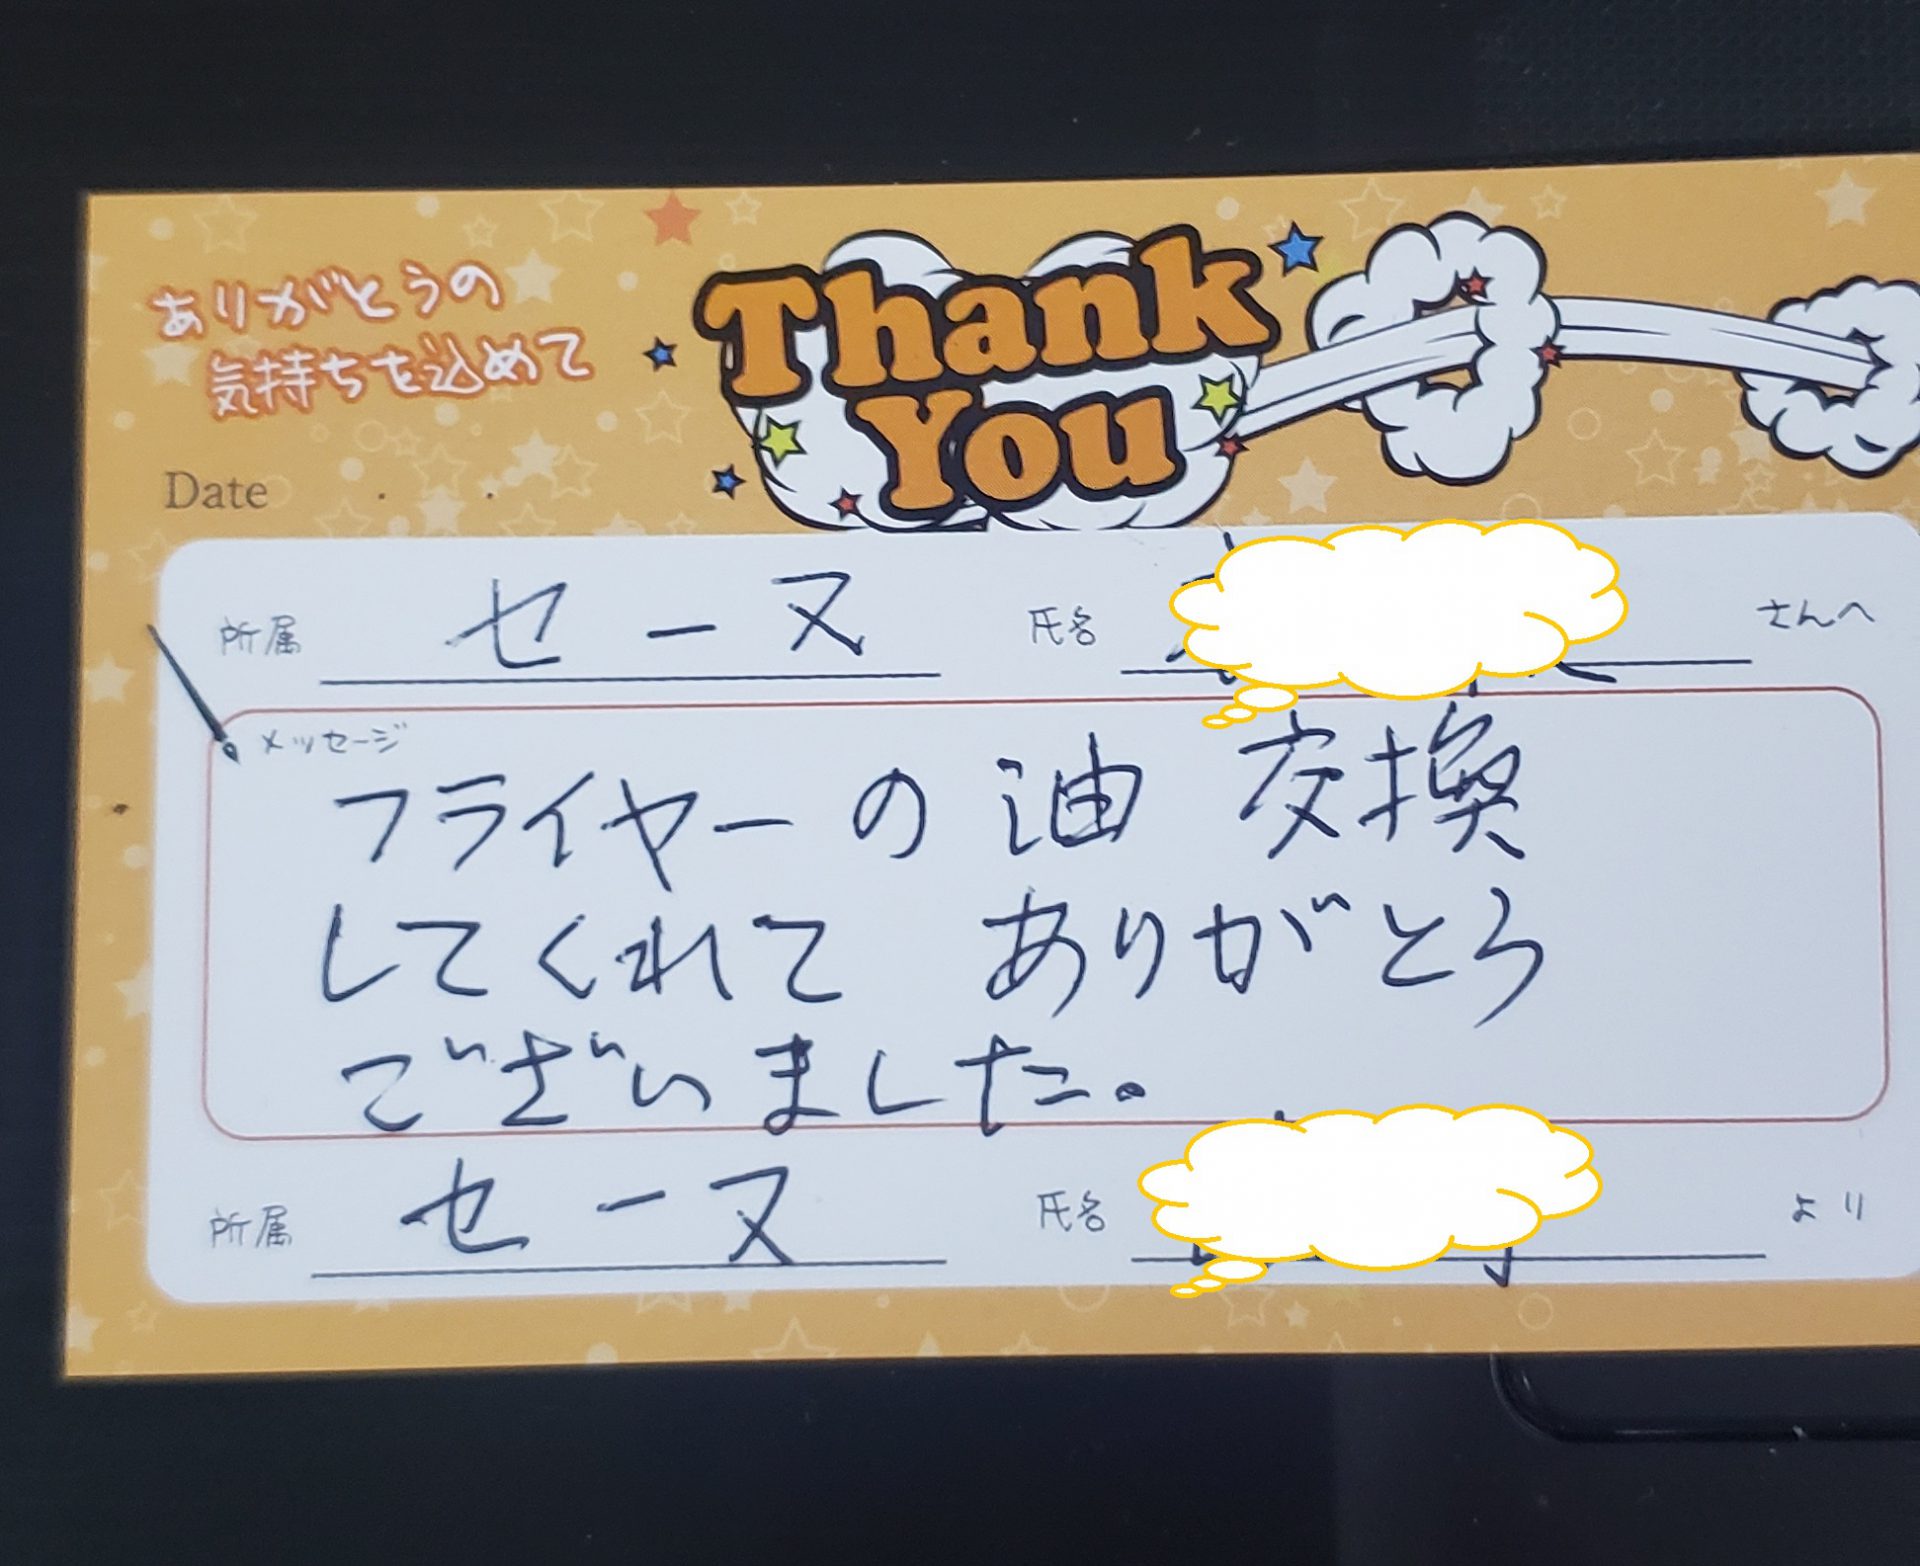 ありがとうの
気持ちを込めて
Thank
You
Date . .
所属 セーヌ 氏名 さんへ
メッセージ
フライヤーの油交換
してくれて ありがとう
ございました。
所属 セーヌ 氏名 より